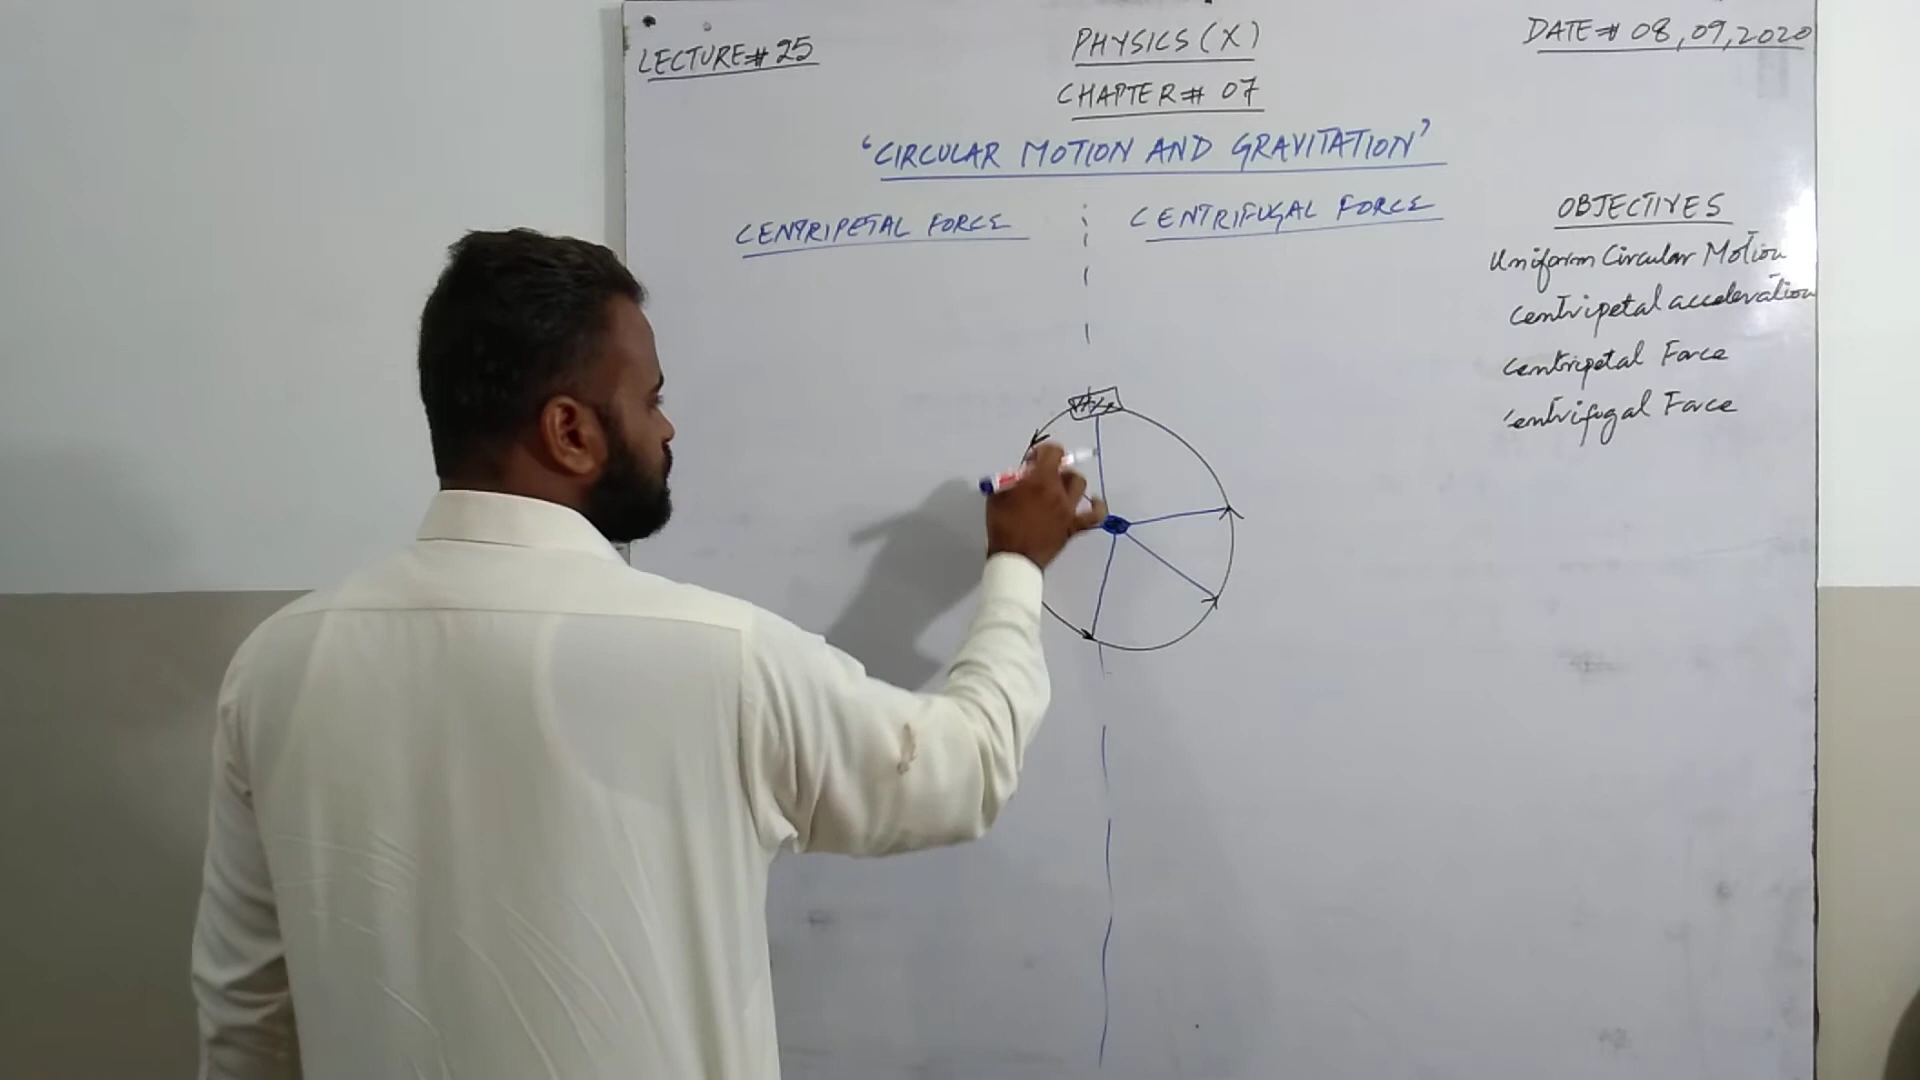 LECTURE# 25
PHYSICS (X)
DATE# 08,09,2020
CHAPTER# 07
‘CIRCULAR MOTION AND GRAVITATION’
CENTRIPETAL FORCE
CENTRIFUGAL FORCE
OBJECTIVES
Uniform Circular Motion
Centripetal acceleration
Centripetal Force
Centrifugal Force